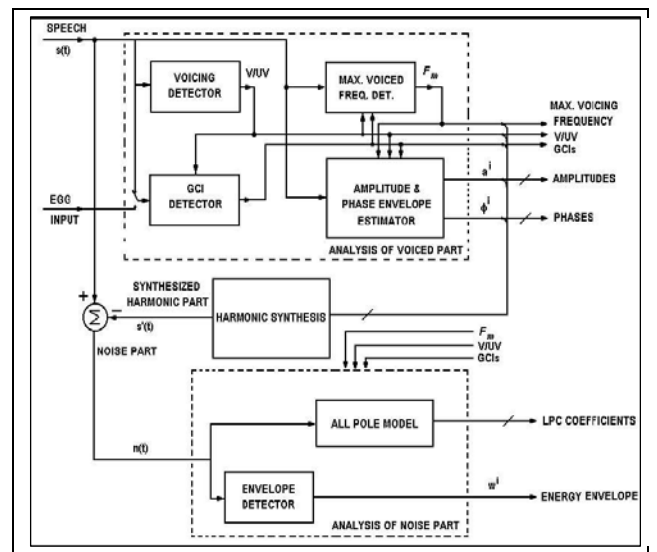 SPEECH
s(t)
VOICING
DETECTOR
V/UV
MAX. VOICED
FREQ. DET.
Fm
MAX. VOICING
FREQUENCY
V/UV
GCIs
GCI
DETECTOR
EGG
INPUT
AMPLITUDE &
PHASE ENVELOPE
ESTIMATOR
a^i
AMPLITUDES
ϕ^i
PHASES
ANALYSIS OF VOICED PART
SYNTHESIZED
HARMONIC PART
+
−
Σ
s'(t)
HARMONIC SYNTHESIS
NOISE PART
Fm
V/UV
GCIs
ALL POLE MODEL
LPC COEFFICIENTS
n(t)
ENVELOPE
DETECTOR
w^i
ENERGY ENVELOPE
ANALYSIS OF NOISE PART